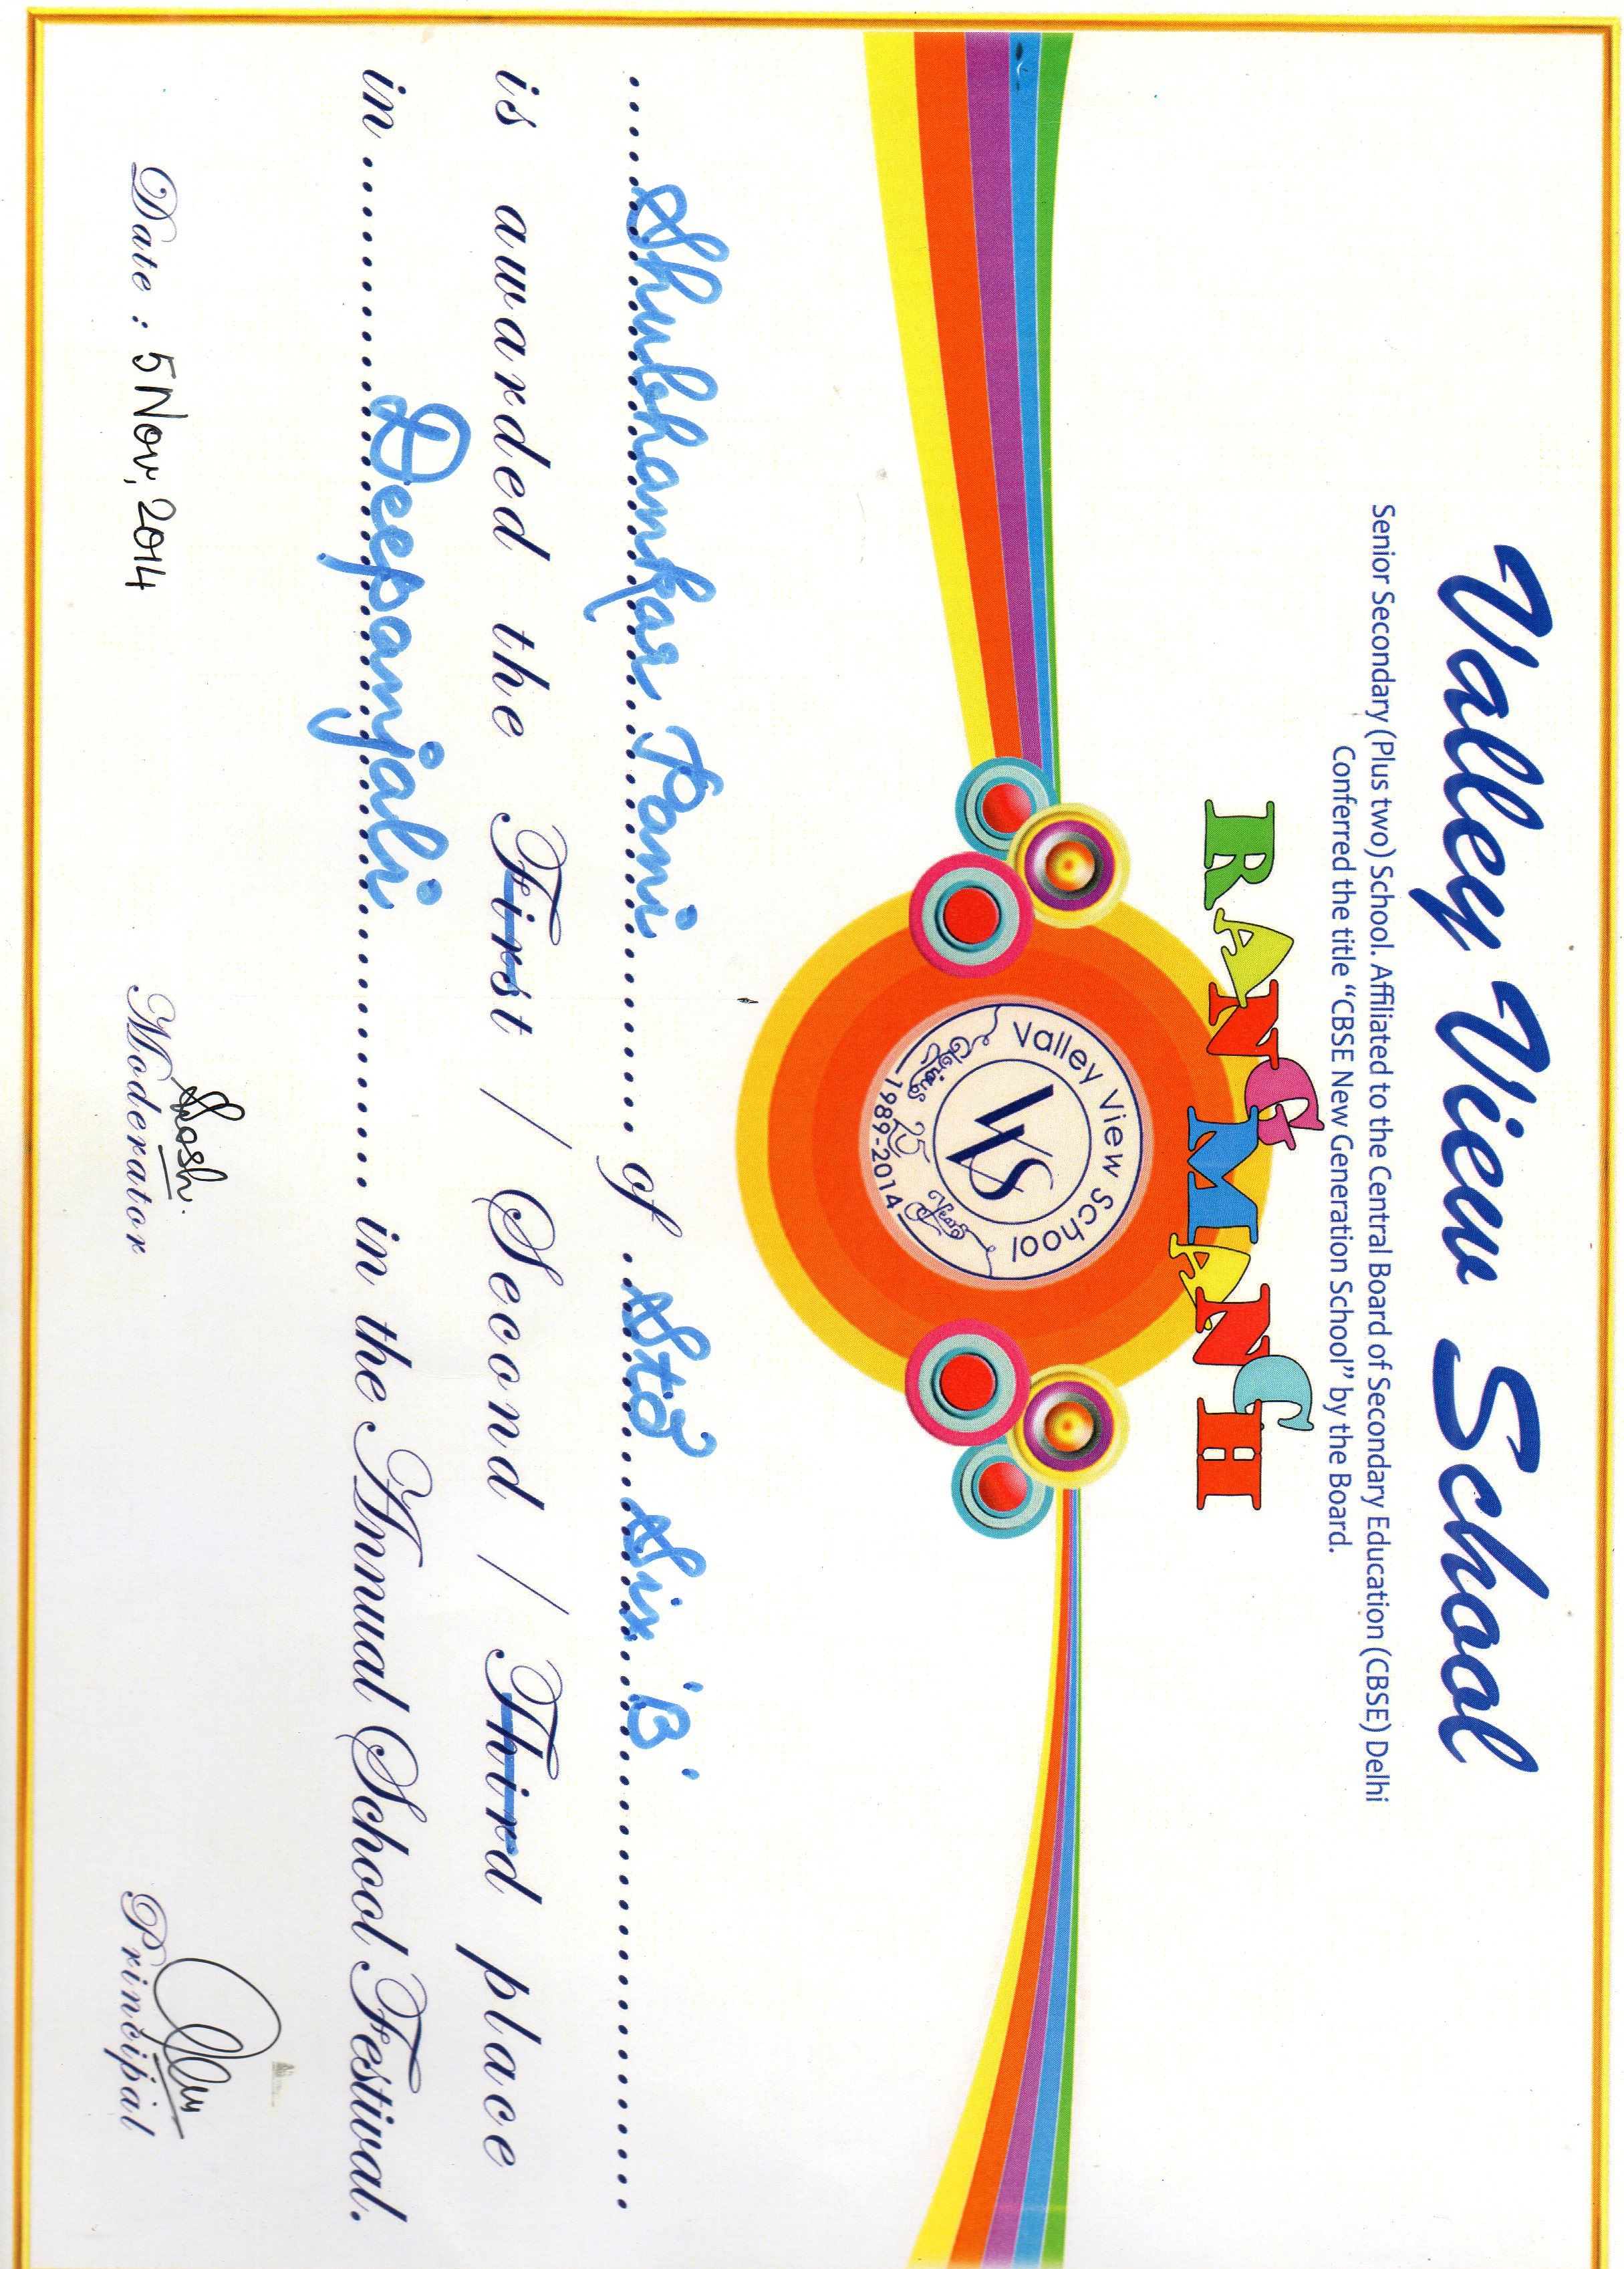 Valley View School
Senior Secondary (Plus two) School. Affiliated to the Central Board of Secondary Education (CBSE) Delhi
Conferred the title “CBSE New Generation School” by the Board.
RANG MANCH
Valley View School
VVS
Glorious 25 Years
1989-2014
Shubhankar Pani of Std Six 'B'
is awarded the First / Second / Third place
in Deepanjali in the Annual School Festival.
Date : 5 Nov, 2014
Moderator
Principal